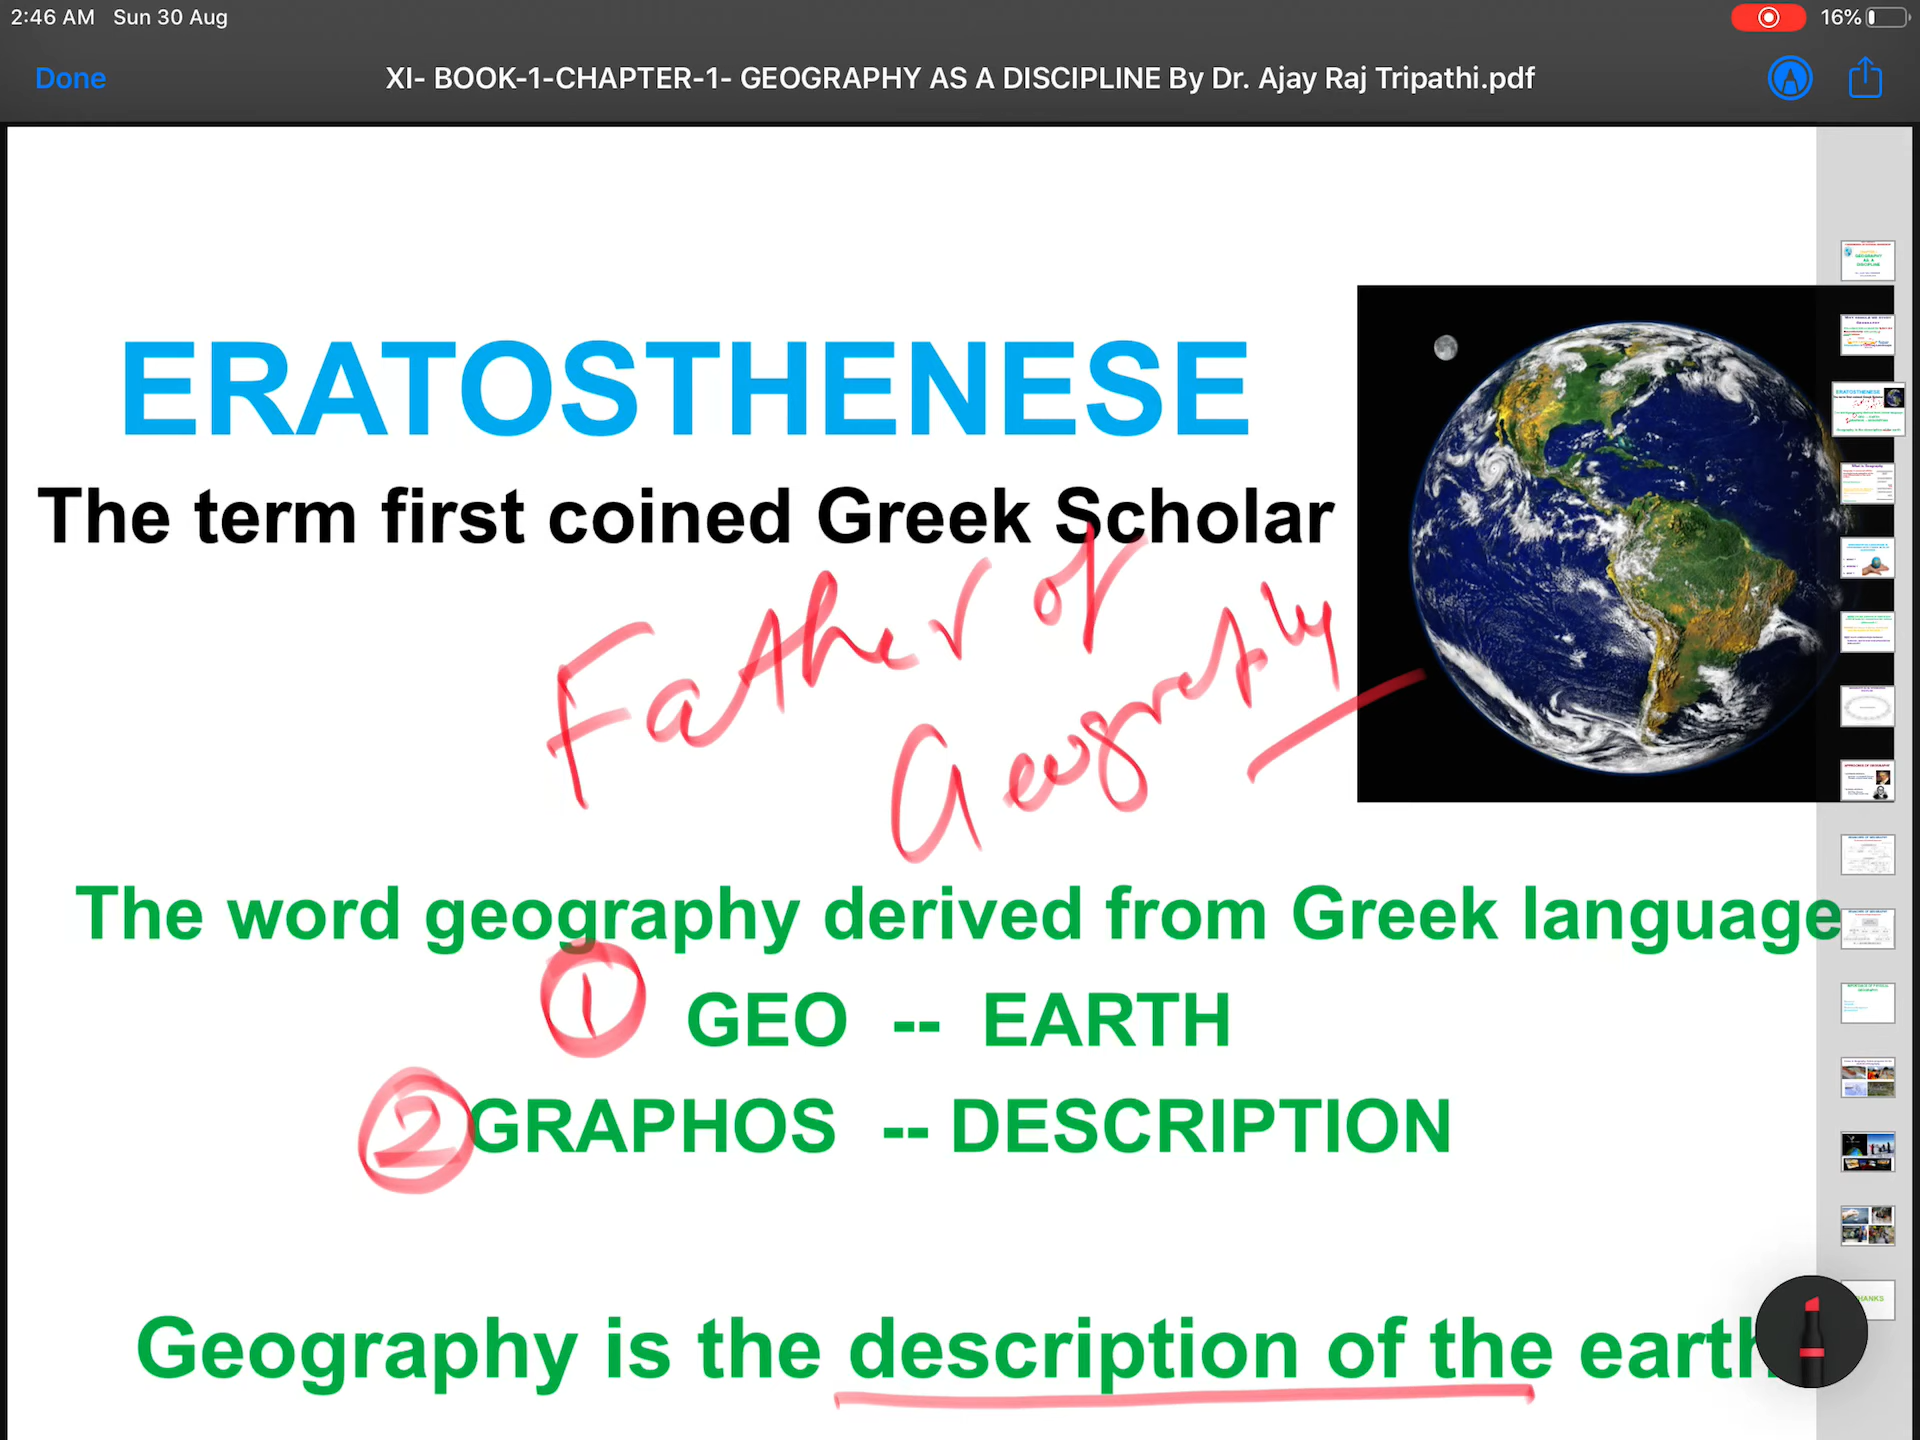 2:46 AM Sun 30 Aug
16%
Done
XI- BOOK-1-CHAPTER-1- GEOGRAPHY AS A DISCIPLINE By Dr. Ajay Raj Tripathi.pdf
ERATOSTHENESE
The term first coined Greek Scholar
Father of
Geography
The word geography derived from Greek language
1 GEO -- EARTH
2 GRAPHOS -- DESCRIPTION
Geography is the description of the earth